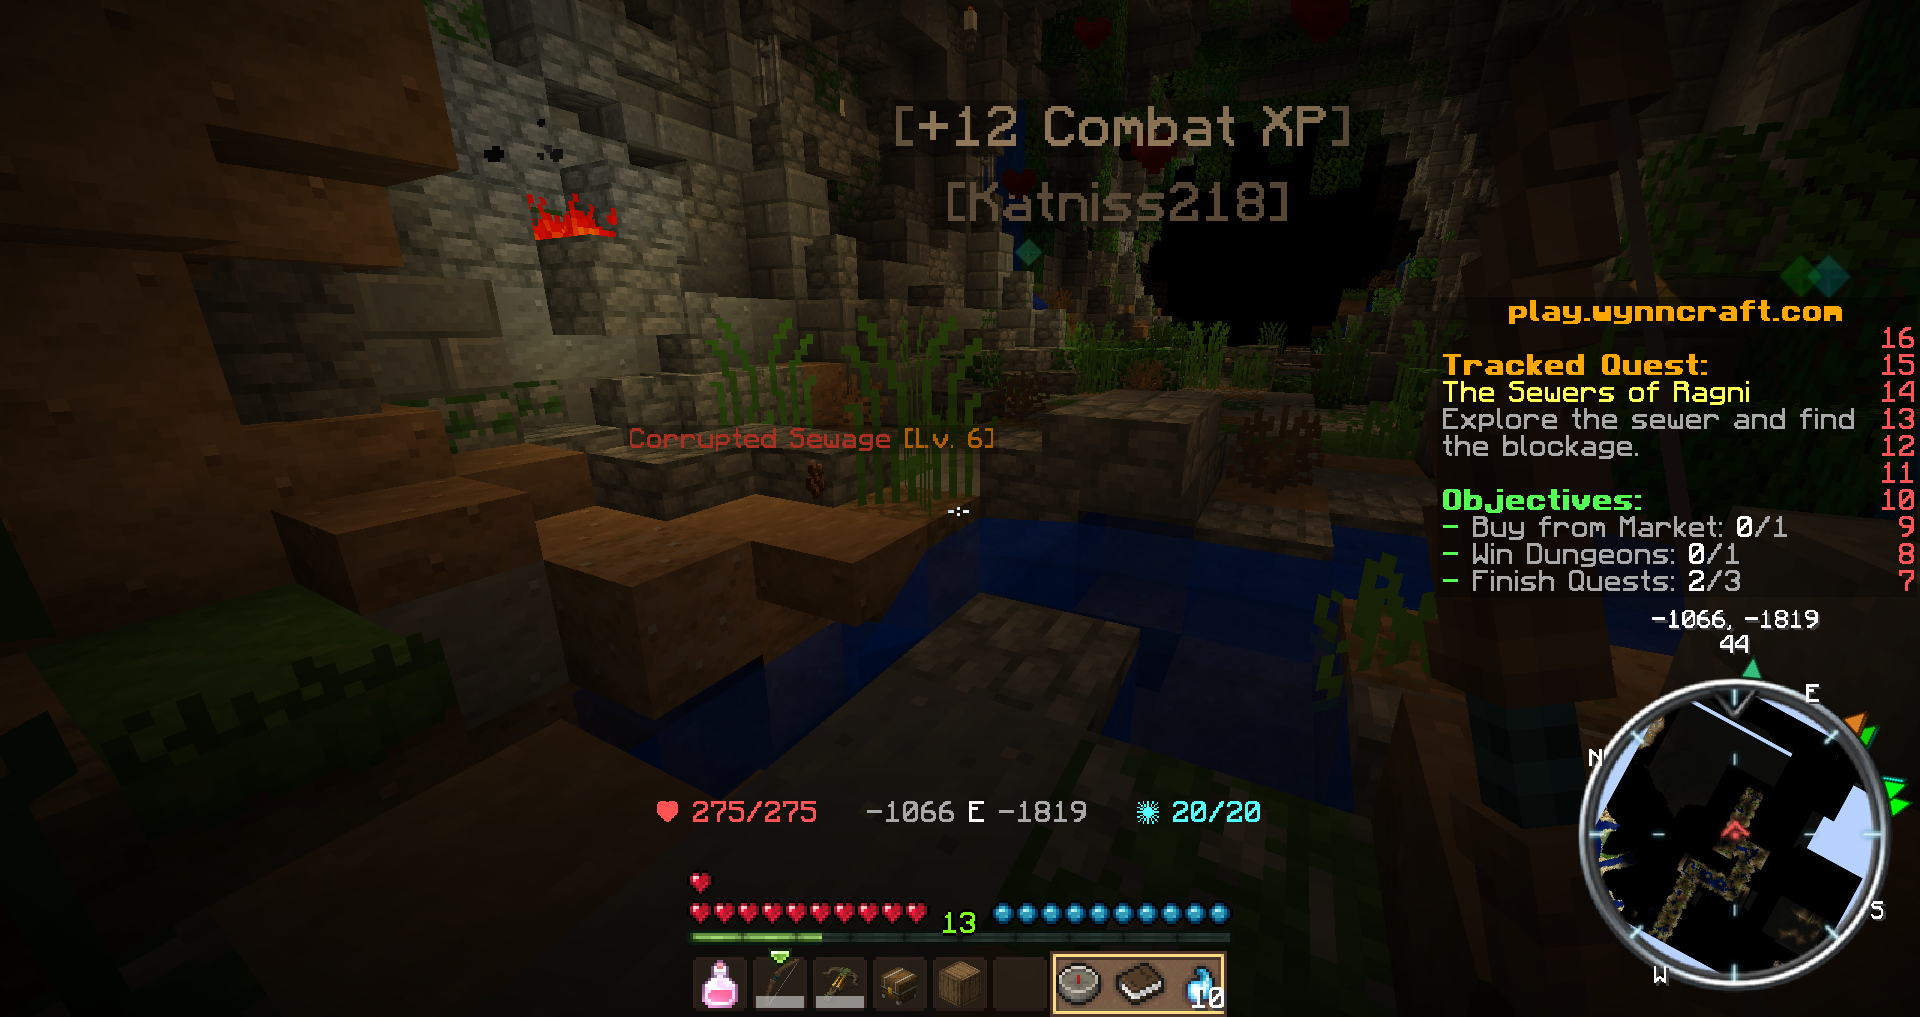 [+12 Combat XP]
[Katniss218]
Corrupted Sewage [Lv. 6]
play.wynncraft.com
16
Tracked Quest: 15
The Sewers of Ragni 14
Explore the sewer and find 13
the blockage. 12
11
Objectives: 10
- Buy from Market: 0/1 9
- Win Dungeons: 0/1 8
- Finish Quests: 2/3 7
-1066, -1819
44
E
N
S
W
275/275 -1066 E -1819 20/20
13
10